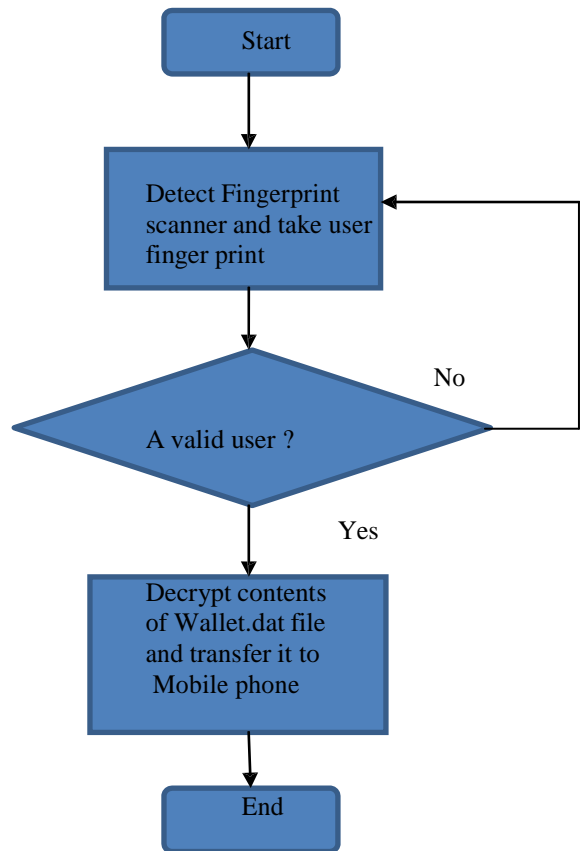 Start
Detect Fingerprint
scanner and take user
finger print
No
A valid user ?
Yes
Decrypt contents
of Wallet.dat file
and transfer it to
Mobile phone
End